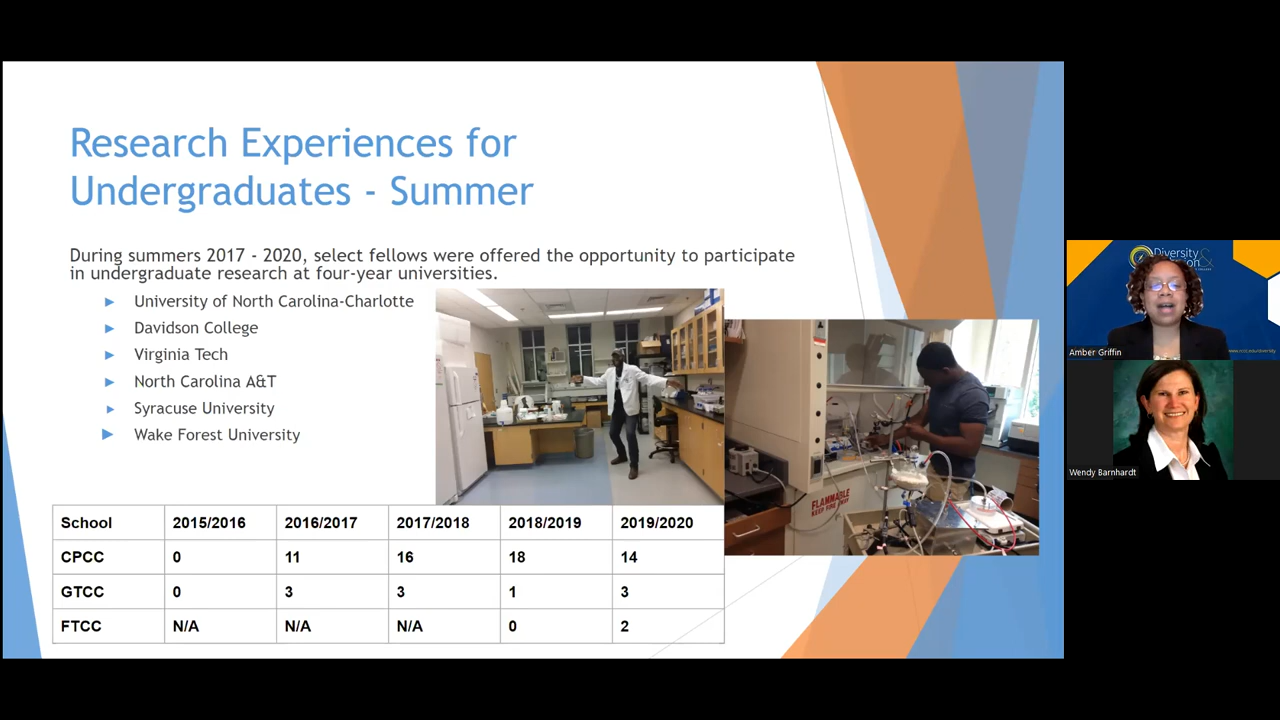 Research Experiences for
Undergraduates - Summer
During summers 2017 - 2020, select fellows were offered the opportunity to participate
in undergraduate research at four-year universities.
University of North Carolina-Charlotte
Davidson College
Virginia Tech
North Carolina A&T
Syracuse University
Wake Forest University
FLAMMABLE
KEEP FIRE AWAY
School 2015/2016 2016/2017 2017/2018 2018/2019 2019/2020
CPCC 0 11 16 18 14
GTCC 0 3 3 1 3
FTCC N/A N/A N/A 0 2
Diversity &
Amber Griffin
Wendy Barnhardt